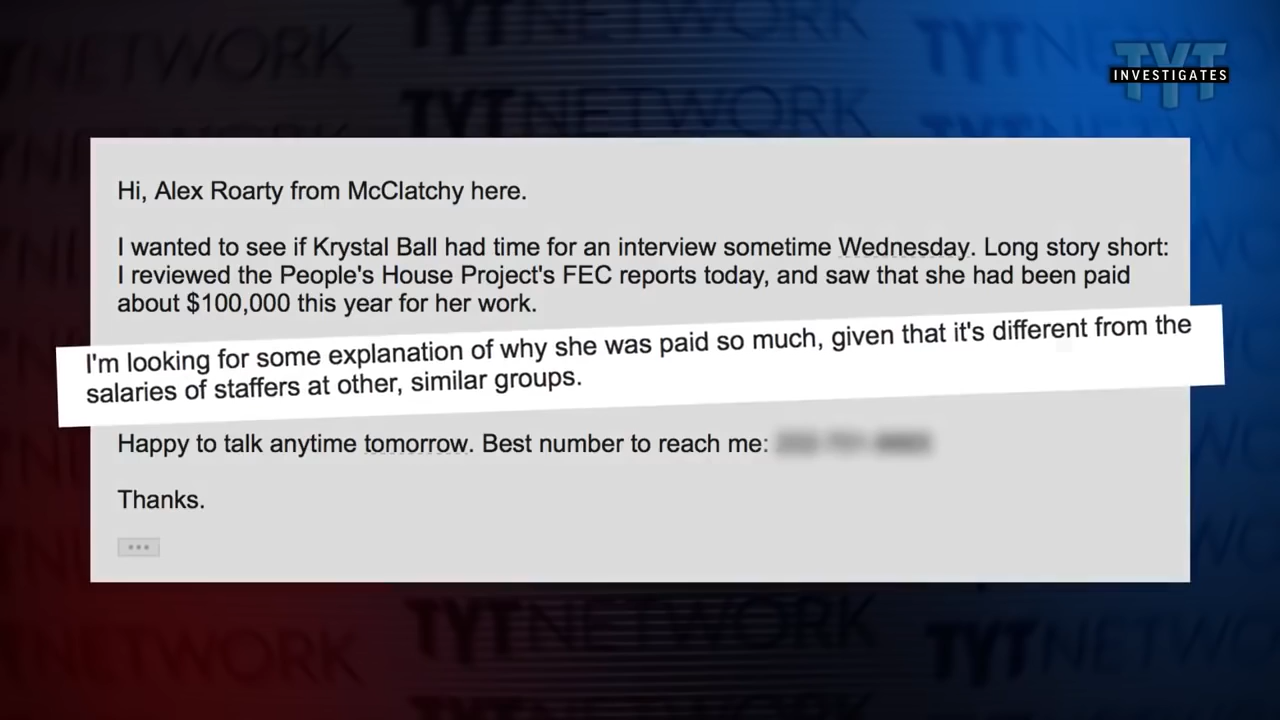 TYT
INVESTIGATES
TYT NETWORK
Hi, Alex Roarty from McClatchy here.
I wanted to see if Krystal Ball had time for an interview sometime Wednesday. Long story short:
I reviewed the People's House Project's FEC reports today, and saw that she had been paid
about $100,000 this year for her work.
I'm looking for some explanation of why she was paid so much, given that it's different from the
salaries of staffers at other, similar groups.
Happy to talk anytime tomorrow. Best number to reach me:
Thanks.